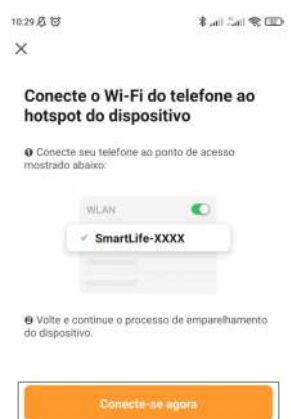 10:29
Conecte o Wi-Fi do telefone ao
hotspot do dispositivo
❶ Conecte seu telefone ao ponto de acesso
mostrado abaixo:
WLAN
✓ SmartLife-XXXX
❷ Volte e continue o processo de emparelhamento
do dispositivo.
Conecte-se agora